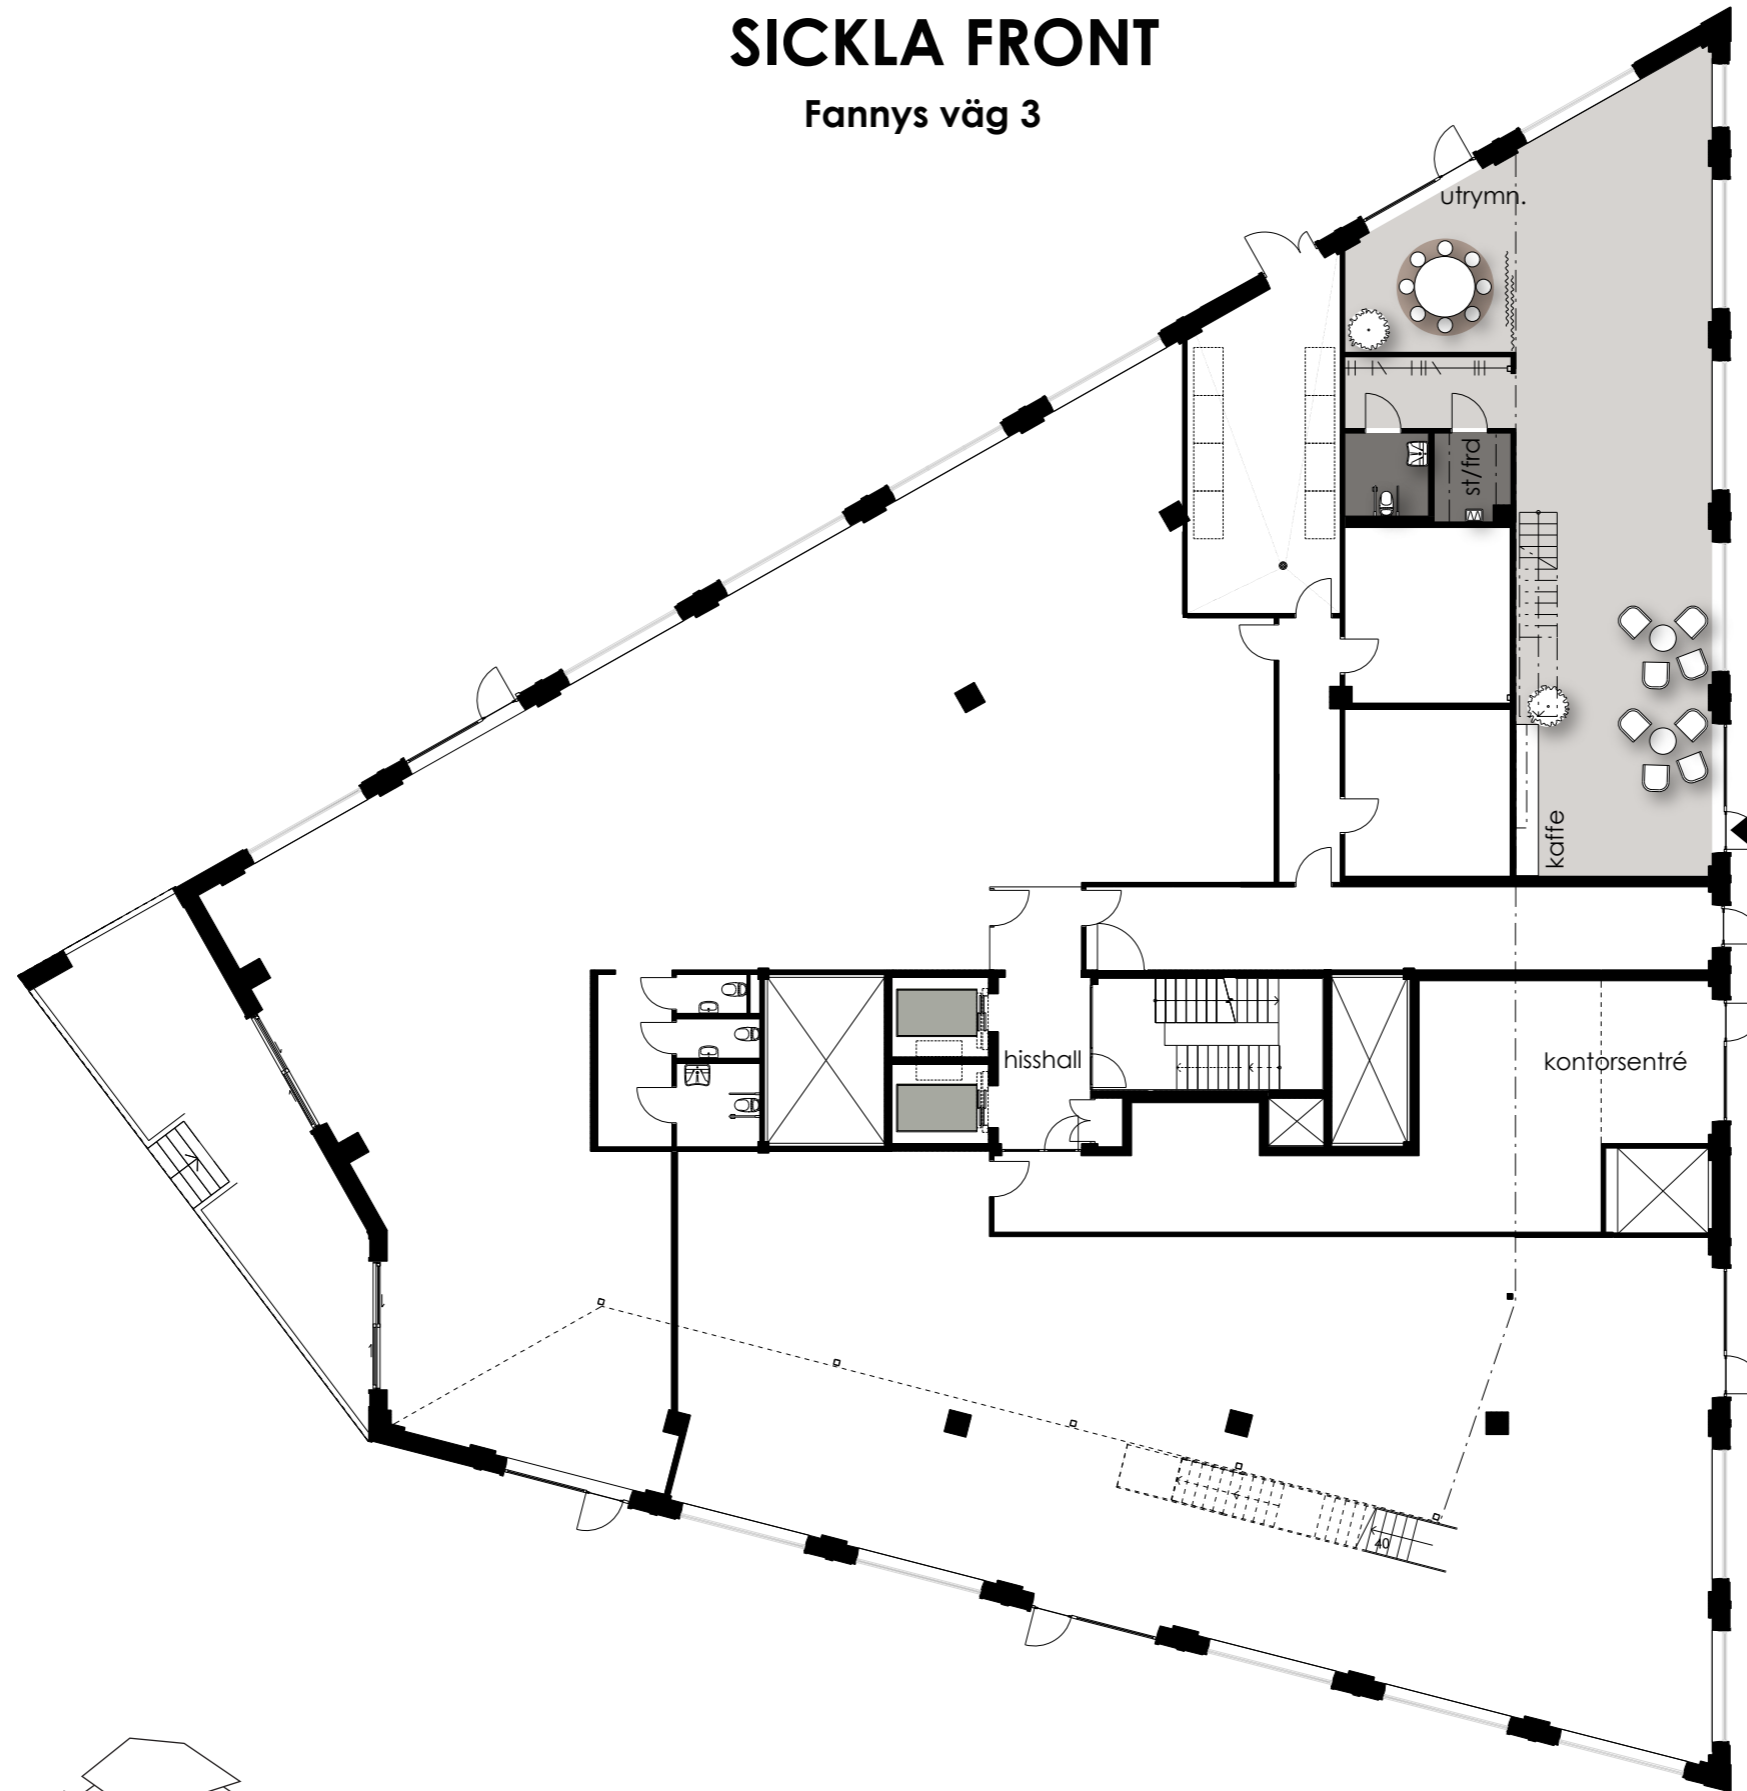 SICKLA FRONT
Fannys väg 3
utrymn.
st/frd
kaffe
hisshall
kontorsentré
40